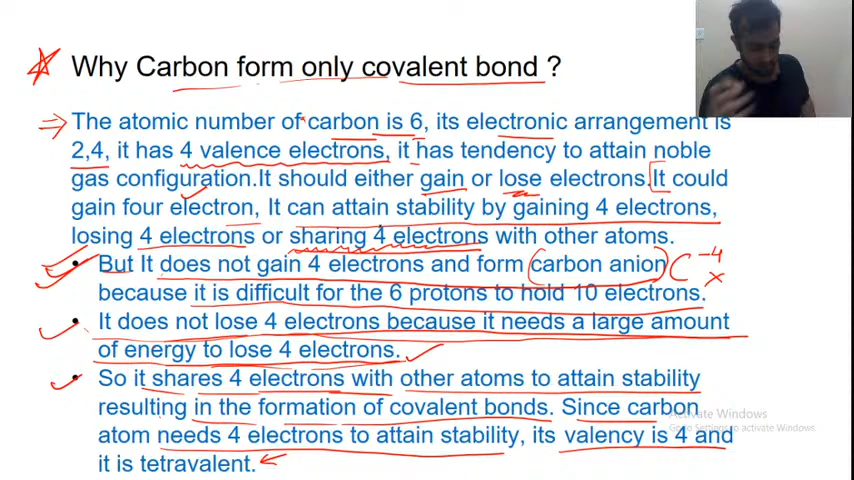 Why Carbon form only covalent bond ?
The atomic number of carbon is 6, its electronic arrangement is
2,4, it has 4 valence electrons, it has tendency to attain noble
gas configuration.It should either gain or lose electrons.It could
gain four electron, It can attain stability by gaining 4 electrons,
losing 4 electrons or sharing 4 electrons with other atoms.
• But It does not gain 4 electrons and form carbon anion C⁻⁴
because it is difficult for the 6 protons to hold 10 electrons.
• It does not lose 4 electrons because it needs a large amount
of energy to lose 4 electrons.
• So it shares 4 electrons with other atoms to attain stability
resulting in the formation of covalent bonds. Since carbon
atom needs 4 electrons to attain stability, its valency is 4 and
it is tetravalent.
Activate Windows
Go to Settings to activate Windows.